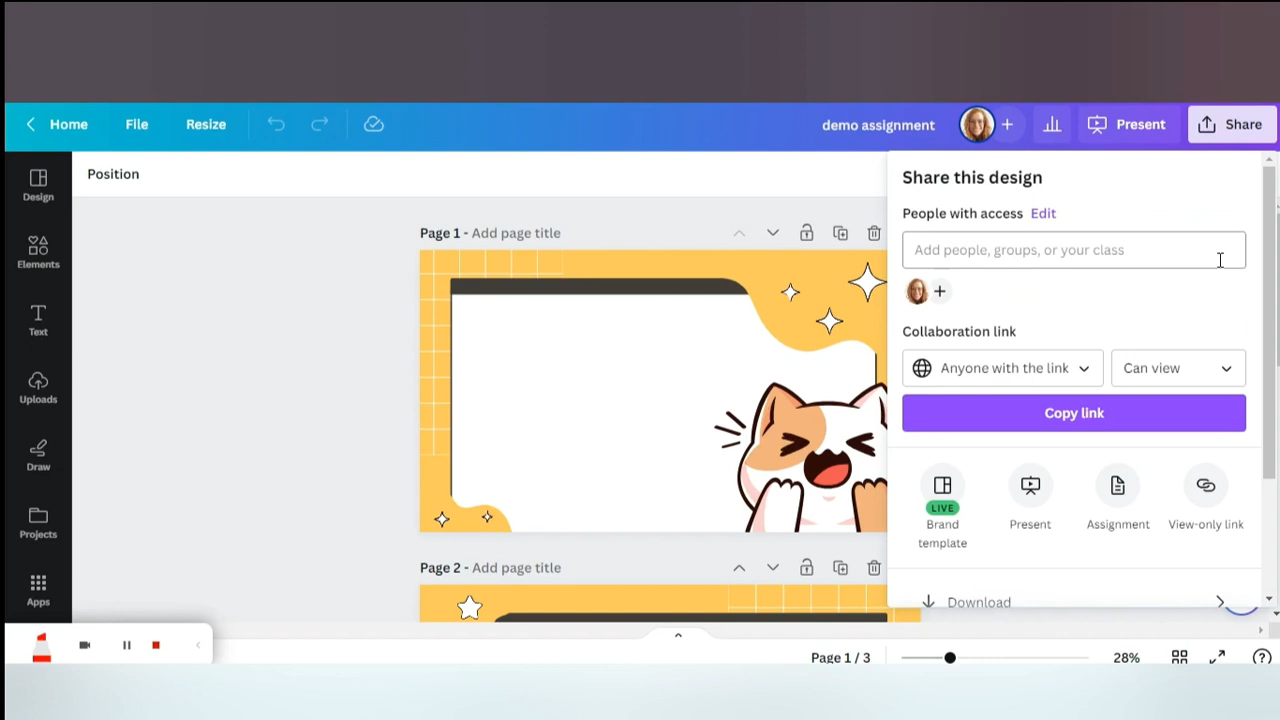 Home File Resize demo assignment Present Share
Design
Elements
Text
Uploads
Draw
Projects
Apps
Position
Page 1 - Add page title
Page 2 - Add page title
Share this design
People with access Edit
Add people, groups, or your class
Collaboration link
Anyone with the link Can view
Copy link
LIVE
Brand template
Present
Assignment
View-only link
Download
Page 1 / 3 28%